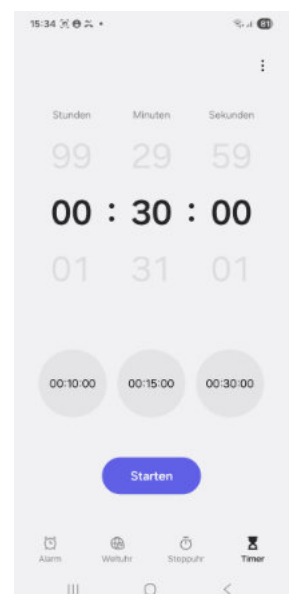 15:34 81
Stunden Minuten Sekunden
99 29 59
00 : 30 : 00
01 31 01
00:10:00 00:15:00 00:30:00
Starten
Alarm Weltuhr Stoppuhr Timer